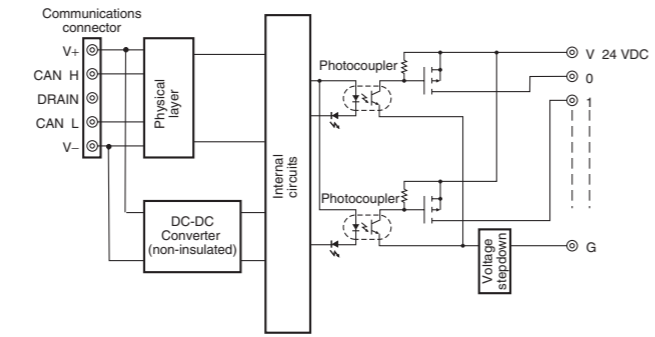 Communications
connector
V+
CAN H
DRAIN
CAN L
V−
Physical
layer
DC-DC
Converter
(non-insulated)
Internal
circuits
Photocoupler
Photocoupler
Voltage
stepdown
V 24 VDC
0
1
G